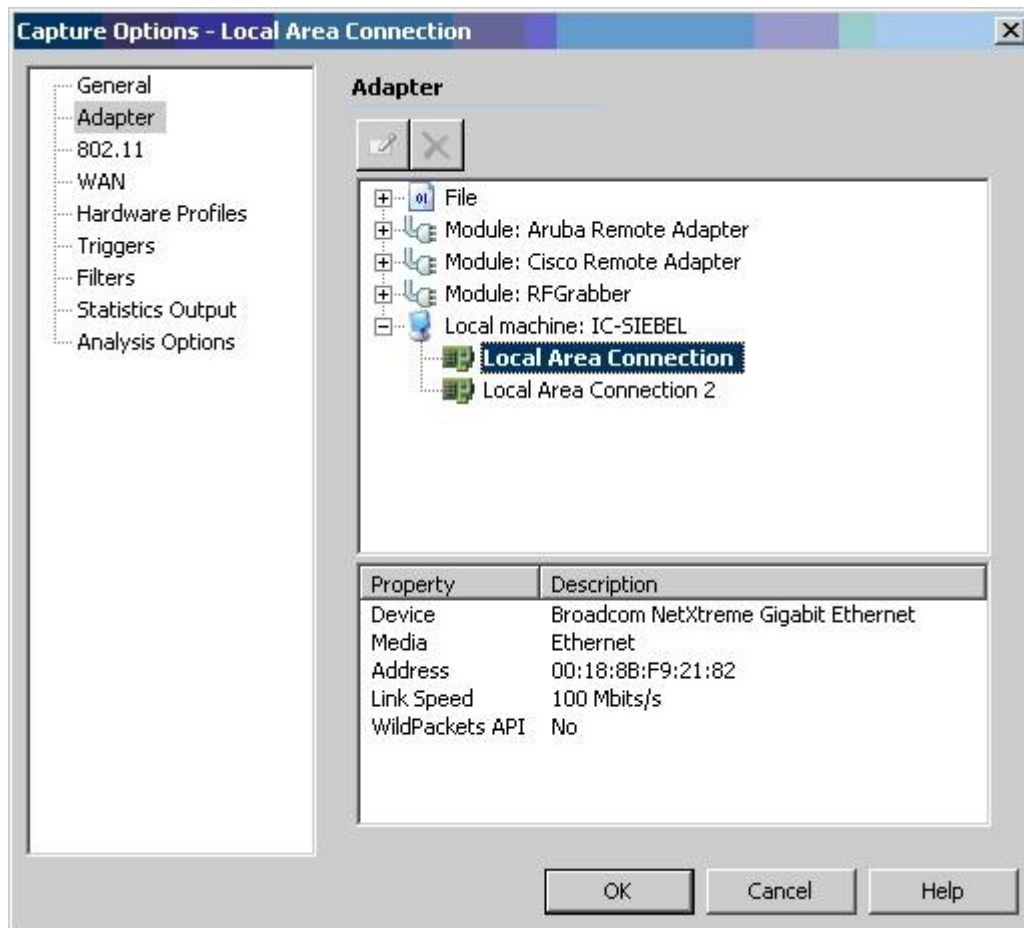 Capture Options - Local Area Connection
General
Adapter
802.11
WAN
Hardware Profiles
Triggers
Filters
Statistics Output
Analysis Options
Adapter
File
Module: Aruba Remote Adapter
Module: Cisco Remote Adapter
Module: RFGrabber
Local machine: IC-SIEBEL
Local Area Connection
Local Area Connection 2
Property Description
Device Broadcom NetXtreme Gigabit Ethernet
Media Ethernet
Address 00:18:8B:F9:21:82
Link Speed 100 Mbits/s
WildPackets API No
OK Cancel Help